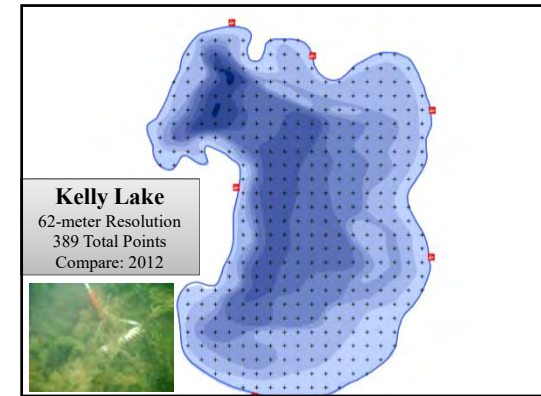 Kelly Lake
62-meter Resolution
389 Total Points
Compare: 2012